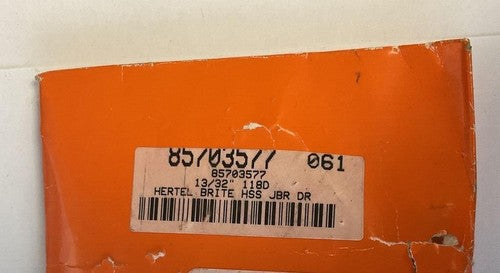 85703577 061
85703577
13/32" 118D
HERTEL BRITE HSS JBR DR